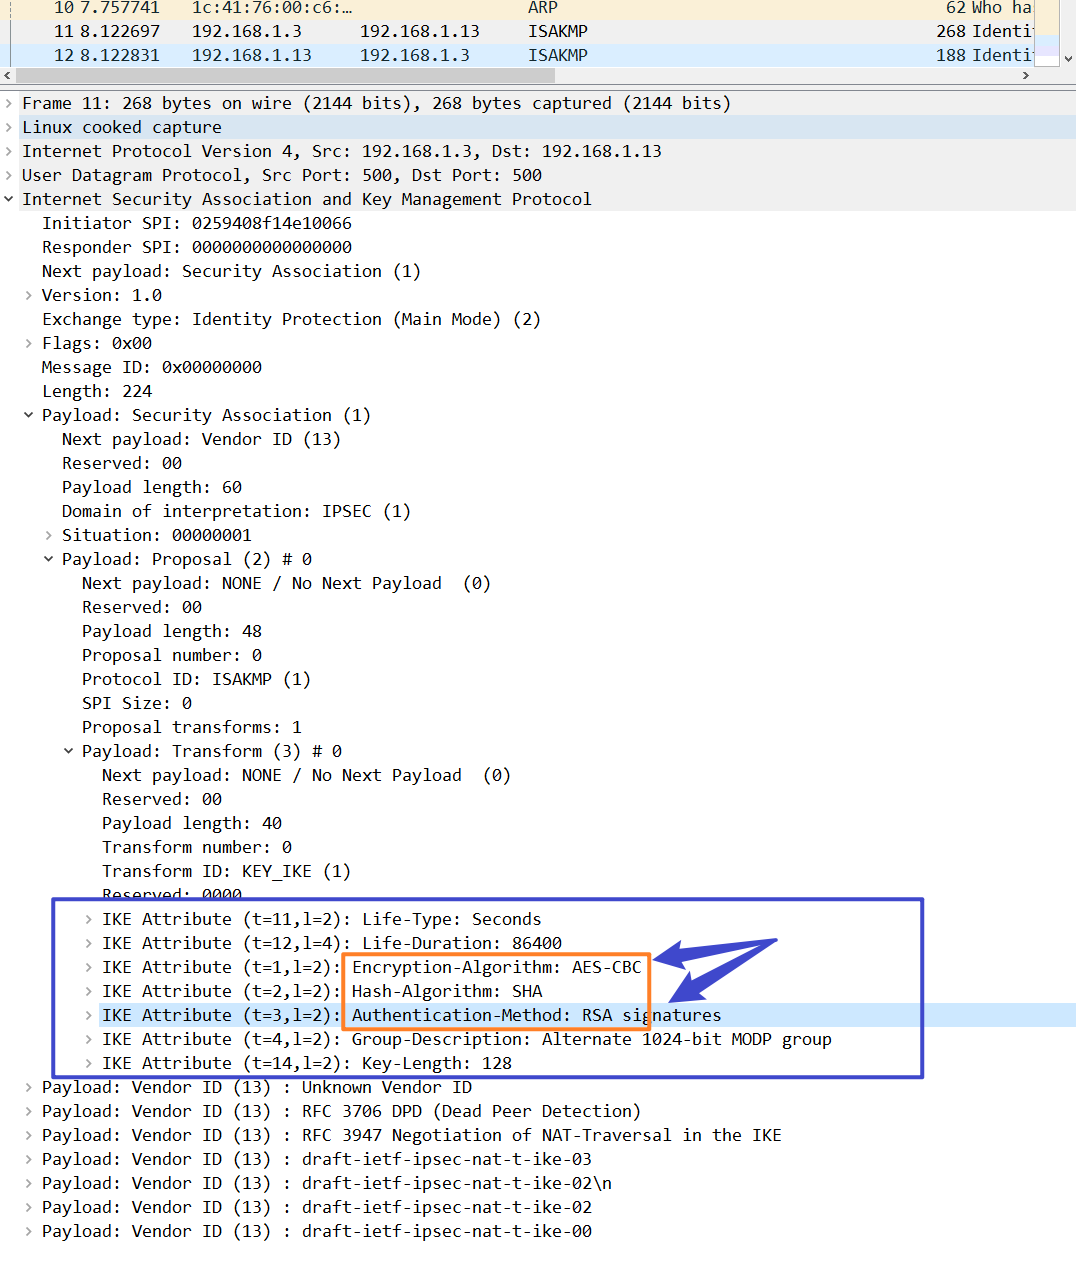 10 7.757741 1c:41:76:00:c6:… ARP 62 Who ha
11 8.122697 192.168.1.3 192.168.1.13 ISAKMP 268 Identi
12 8.122831 192.168.1.13 192.168.1.3 ISAKMP 188 Identi
Frame 11: 268 bytes on wire (2144 bits), 268 bytes captured (2144 bits)
Linux cooked capture
Internet Protocol Version 4, Src: 192.168.1.3, Dst: 192.168.1.13
User Datagram Protocol, Src Port: 500, Dst Port: 500
Internet Security Association and Key Management Protocol
Initiator SPI: 0259408f14e10066
Responder SPI: 0000000000000000
Next payload: Security Association (1)
Version: 1.0
Exchange type: Identity Protection (Main Mode) (2)
Flags: 0x00
Message ID: 0x00000000
Length: 224
Payload: Security Association (1)
Next payload: Vendor ID (13)
Reserved: 00
Payload length: 60
Domain of interpretation: IPSEC (1)
Situation: 00000001
Payload: Proposal (2) # 0
Next payload: NONE / No Next Payload  (0)
Reserved: 00
Payload length: 48
Proposal number: 0
Protocol ID: ISAKMP (1)
SPI Size: 0
Proposal transforms: 1
Payload: Transform (3) # 0
Next payload: NONE / No Next Payload  (0)
Reserved: 00
Payload length: 40
Transform number: 0
Transform ID: KEY_IKE (1)
Reserved: 0000
IKE Attribute (t=11,l=2): Life-Type: Seconds
IKE Attribute (t=12,l=4): Life-Duration: 86400
IKE Attribute (t=1,l=2): Encryption-Algorithm: AES-CBC
IKE Attribute (t=2,l=2): Hash-Algorithm: SHA
IKE Attribute (t=3,l=2): Authentication-Method: RSA signatures
IKE Attribute (t=4,l=2): Group-Description: Alternate 1024-bit MODP group
IKE Attribute (t=14,l=2): Key-Length: 128
Payload: Vendor ID (13) : Unknown Vendor ID
Payload: Vendor ID (13) : RFC 3706 DPD (Dead Peer Detection)
Payload: Vendor ID (13) : RFC 3947 Negotiation of NAT-Traversal in the IKE
Payload: Vendor ID (13) : draft-ietf-ipsec-nat-t-ike-03
Payload: Vendor ID (13) : draft-ietf-ipsec-nat-t-ike-02\n
Payload: Vendor ID (13) : draft-ietf-ipsec-nat-t-ike-02
Payload: Vendor ID (13) : draft-ietf-ipsec-nat-t-ike-00